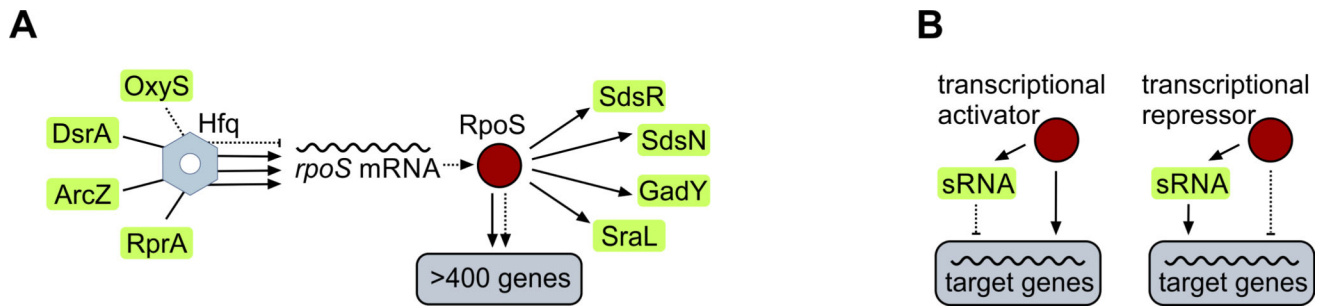 A
OxyS
Hfq
DsrA
ArcZ
RprA
rpoS mRNA
RpoS
SdsR
SdsN
GadY
SraL
>400 genes
B
transcriptional
activator
sRNA
target genes
transcriptional
repressor
sRNA
target genes